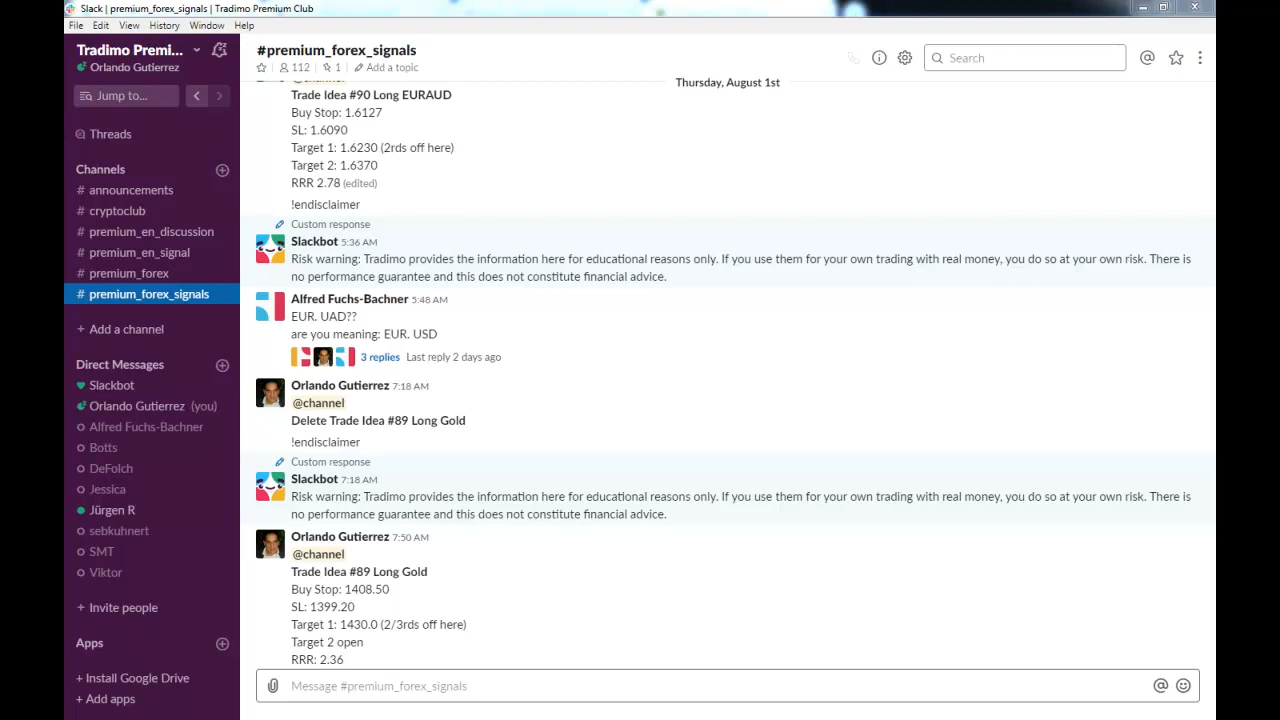 Slack | premium_forex_signals | Tradimo Premium Club
File Edit View History Window Help
Tradimo Premi...
Orlando Gutierrez
Jump to...
Threads
Channels
# announcements
# cryptoclub
# premium_en_discussion
# premium_en_signal
# premium_forex
# premium_forex_signals
+ Add a channel
Direct Messages
Slackbot
Orlando Gutierrez (you)
Alfred Fuchs-Bachner
Botts
DeFolch
Jessica
Jürgen R
sebkuhnert
SMT
Viktor
+ Invite people
Apps
+ Install Google Drive
+ Add apps
#premium_forex_signals
112 1 Add a topic
Search
Thursday, August 1st
@channel
Trade Idea #90 Long EURAUD
Buy Stop: 1.6127
SL: 1.6090
Target 1: 1.6230 (2rds off here)
Target 2: 1.6370
RRR 2.78 (edited)
!endisclaimer
Custom response
Slackbot 5:36 AM
Risk warning: Tradimo provides the information here for educational reasons only. If you use them for your own trading with real money, you do so at your own risk. There is
no performance guarantee and this does not constitute financial advice.
Alfred Fuchs-Bachner 5:48 AM
EUR. UAD??
are you meaning: EUR. USD
3 replies Last reply 2 days ago
Orlando Gutierrez 7:18 AM
@channel
Delete Trade Idea #89 Long Gold
!endisclaimer
Custom response
Slackbot 7:18 AM
Risk warning: Tradimo provides the information here for educational reasons only. If you use them for your own trading with real money, you do so at your own risk. There is
no performance guarantee and this does not constitute financial advice.
Orlando Gutierrez 7:50 AM
@channel
Trade Idea #89 Long Gold
Buy Stop: 1408.50
SL: 1399.20
Target 1: 1430.0 (2/3rds off here)
Target 2 open
RRR: 2.36
Message #premium_forex_signals